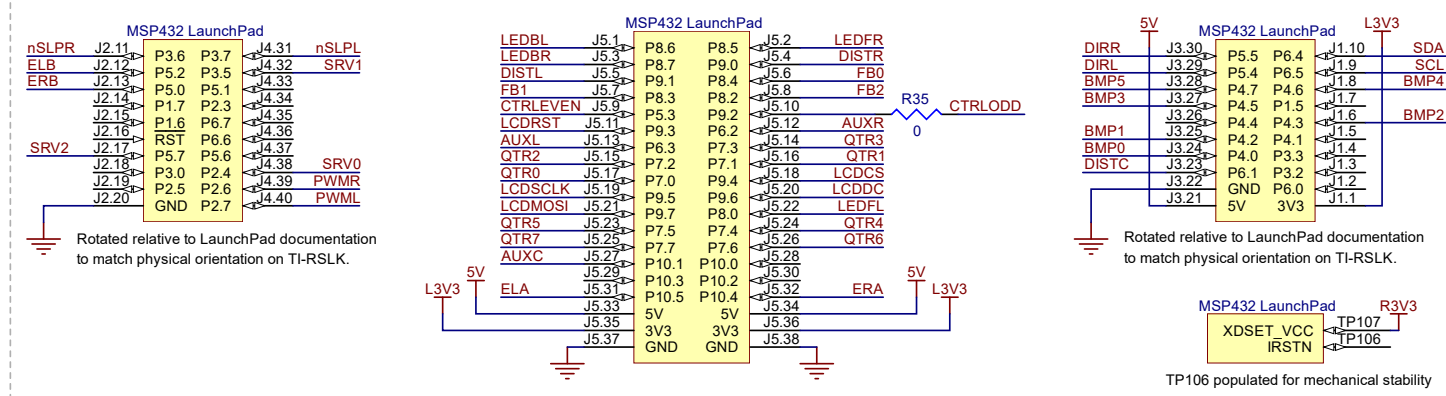 MSP432 LaunchPad
nSLPR J2.11 P3.6 P3.7 J4.31 nSLPL
ELB J2.12 P5.2 P3.5 J4.32 SRV1
ERB J2.13 P5.0 P5.1 J4.33
J2.14 P1.7 P2.3 J4.34
J2.15 P1.6 P6.7 J4.35
J2.16 RST P6.6 J4.36
SRV2 J2.17 P5.7 P5.6 J4.37
J2.18 P3.0 P2.4 J4.38 SRV0
J2.19 P2.5 P2.6 J4.39 PWMR
J2.20 GND P2.7 J4.40 PWML
Rotated relative to LaunchPad documentation
to match physical orientation on TI-RSLK.
MSP432 LaunchPad
LEDBL J5.1 P8.6 P8.5 J5.2 LEDFR
LEDBR J5.3 P8.7 P9.0 J5.4 DISTR
DISTL J5.5 P9.1 P8.4 J5.6 FB0
FB1 J5.7 P8.3 P8.2 J5.8 FB2
CTRLEVEN J5.9 P5.3 P9.2 J5.10 R35 0 CTRLODD
LCDRST J5.11 P9.3 P6.2 J5.12 AUXR
AUXL J5.13 P6.3 P7.3 J5.14 QTR3
QTR2 J5.15 P7.2 P7.1 J5.16 QTR1
QTR0 J5.17 P7.0 P9.4 J5.18 LCDCS
LCDSCLK J5.19 P9.5 P9.6 J5.20 LCDDC
LCDMOSI J5.21 P9.7 P8.0 J5.22 LEDFL
QTR5 J5.23 P7.5 P7.4 J5.24 QTR4
QTR7 J5.25 P7.7 P7.6 J5.26 QTR6
AUXC J5.27 P10.1 P10.0 J5.28
J5.29 P10.3 P10.2 J5.30
ELA J5.31 P10.5 P10.4 J5.32 ERA
5V J5.33 5V 5V J5.34 5V
L3V3 J5.35 3V3 3V3 J5.36 L3V3
J5.37 GND GND J5.38
5V MSP432 LaunchPad L3V3
DIRR J3.30 P5.5 P6.4 J1.10 SDA
DIRL J3.29 P5.4 P6.5 J1.9 SCL
BMP5 J3.28 P4.7 P4.6 J1.8 BMP4
BMP3 J3.27 P4.5 P1.5 J1.7
J3.26 P4.4 P4.3 J1.6 BMP2
BMP1 J3.25 P4.2 P4.1 J1.5
BMP0 J3.24 P4.0 P3.3 J1.4
DISTC J3.23 P6.1 P3.2 J1.3
J3.22 GND P6.0 J1.2
J3.21 5V 3V3 J1.1
Rotated relative to LaunchPad documentation
to match physical orientation on TI-RSLK.
MSP432 LaunchPad R3V3
XDSET_VCC TP107
IRSTN TP106
TP106 populated for mechanical stability